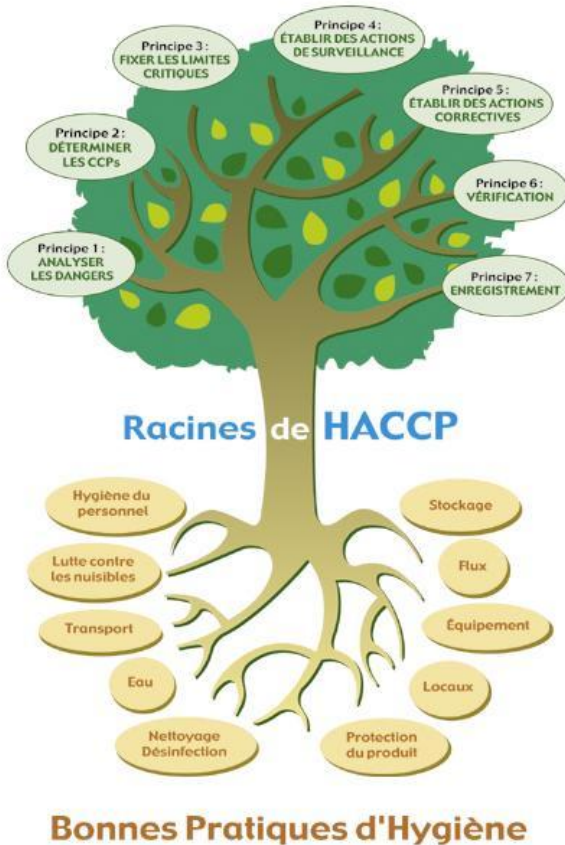 Principe 4 :
ÉTABLIR DES ACTIONS
DE SURVEILLANCE
Principe 3 :
FIXER LES LIMITES
CRITIQUES
Principe 5 :
ÉTABLIR DES ACTIONS
CORRECTIVES
Principe 2 :
DÉTERMINER
LES CCPs
Principe 6 :
VÉRIFICATION
Principe 1 :
ANALYSER
LES DANGERS
Principe 7 :
ENREGISTREMENT
Racines de HACCP
Hygiène du
personnel
Stockage
Lutte contre
les nuisibles
Flux
Transport
Équipement
Eau
Locaux
Nettoyage
Désinfection
Protection
du produit
Bonnes Pratiques d'Hygiène